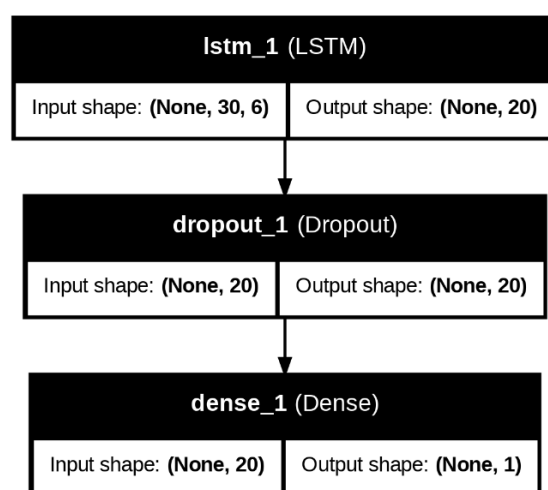 lstm_1 (LSTM)
Input shape: (None, 30, 6) Output shape: (None, 20)
dropout_1 (Dropout)
Input shape: (None, 20) Output shape: (None, 20)
dense_1 (Dense)
Input shape: (None, 20) Output shape: (None, 1)